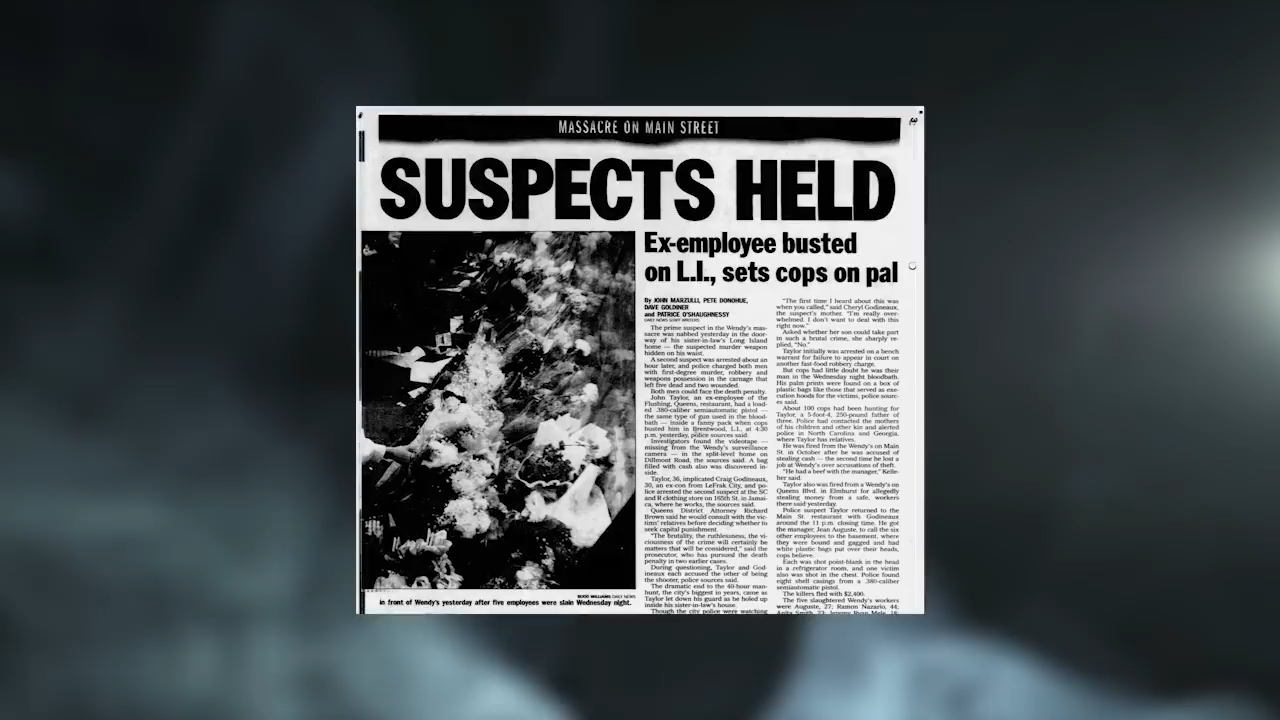 MASSACRE ON MAIN STREET
SUSPECTS HELD
Ex-employee busted
on L.I., sets cops on pal
By JOHN MARZULLI, PETE DONOHUE,
DAVE GOLDINER
and PATRICE O'SHAUGHNESSY
DAILY NEWS STAFF WRITERS
The prime suspect in the Wendy's mas-
sacre was nabbed yesterday in the door-
way of his sister-in-law's Long Island
home — the suspected murder weapon
hidden on his waist.
A second suspect was arrested about an
hour later, and police charged both men
with first-degree murder, robbery and
weapons possession in the carnage that
left five dead and two wounded.
Both men could face the death penalty.
John Taylor, an ex-employee of the
Flushing, Queens, restaurant, had a load-
ed .380-caliber semiautomatic pistol —
the same type of gun used in the blood-
bath — inside a fanny pack when cops
busted him in Brentwood, L.I., at 4:30
p.m. yesterday, police sources said.
Investigators found the videotape —
missing from the Wendy's surveillance
camera — in the split-level home on
Dillmont Road, the sources said. A bag
filled with cash also was discovered in-
side.
Taylor, 36, implicated Craig Godineaux,
30, an ex-con from LeFrak City, and po-
lice arrested the second suspect at the SC
and R clothing store on 165th St. in Jamai-
ca, where he works, the sources said.
Queens District Attorney Richard
Brown said he would consult with the vic-
tims' relatives before deciding whether to
seek capital punishment.
"The brutality, the ruthlessness, the vi-
ciousness of the crime will certainly be
matters that will be considered," said the
prosecutor, who has pursued the death
penalty in two earlier cases.
During questioning, Taylor and God-
ineaux each accused the other of being
the shooter, police sources said.
The dramatic end to the 40-hour man-
hunt, the city's biggest in years, came as
Taylor let down his guard as he holed up
inside his sister-in-law's house.
Though the city police were watching
"The first time I heard about this was
when you called," said Cheryl Godineaux,
the suspect's mother. "I'm really over-
whelmed. I don't want to deal with this
right now."
Asked whether her son could take part
in such a brutal crime, she sharply re-
plied, "No."
Taylor initially was arrested on a bench
warrant for failure to appear in court on
another fast-food robbery charge.
But cops had little doubt he was their
man in the Wednesday night bloodbath.
His palm prints were found on a box of
plastic bags like those that served as exe-
cution hoods for the victims, police sourc-
es said.
About 100 cops had been hunting for
Taylor, a 5-foot-4, 250-pound father of
three. Police had contacted the mothers
of his children and other kin and alerted
police in North Carolina and Georgia,
where Taylor has relatives.
He was fired from the Wendy's on Main
St. in October after he was accused of
stealing cash — the second time he lost a
job at Wendy's over accusations of theft.
"He had a beef with the manager," Kelle-
her said.
Taylor also was fired from a Wendy's on
Queens Blvd. in Elmhurst for allegedly
stealing money from a safe, workers
there said yesterday.
Police suspect Taylor returned to the
Main St. restaurant with Godineaux
around the 11 p.m. closing time. He got
the manager, Jean Auguste, to call the six
other employees to the basement, where
they were bound and gagged and had
white plastic bags put over their heads,
cops believe.
Each was shot point-blank in the head
in a refrigerator room, and one victim
also was shot in the chest. Police found
eight shell casings from a .380-caliber
semiautomatic pistol.
The killers fled with $2,400.
The five slaughtered Wendy's workers
were Auguste, 27; Ramon Nazario, 44;
Anita Smith, 23; Jeremy Ryan Mele, 18;
DAILY NEWS
in front of Wendy's yesterday after five employees were slain Wednesday night.